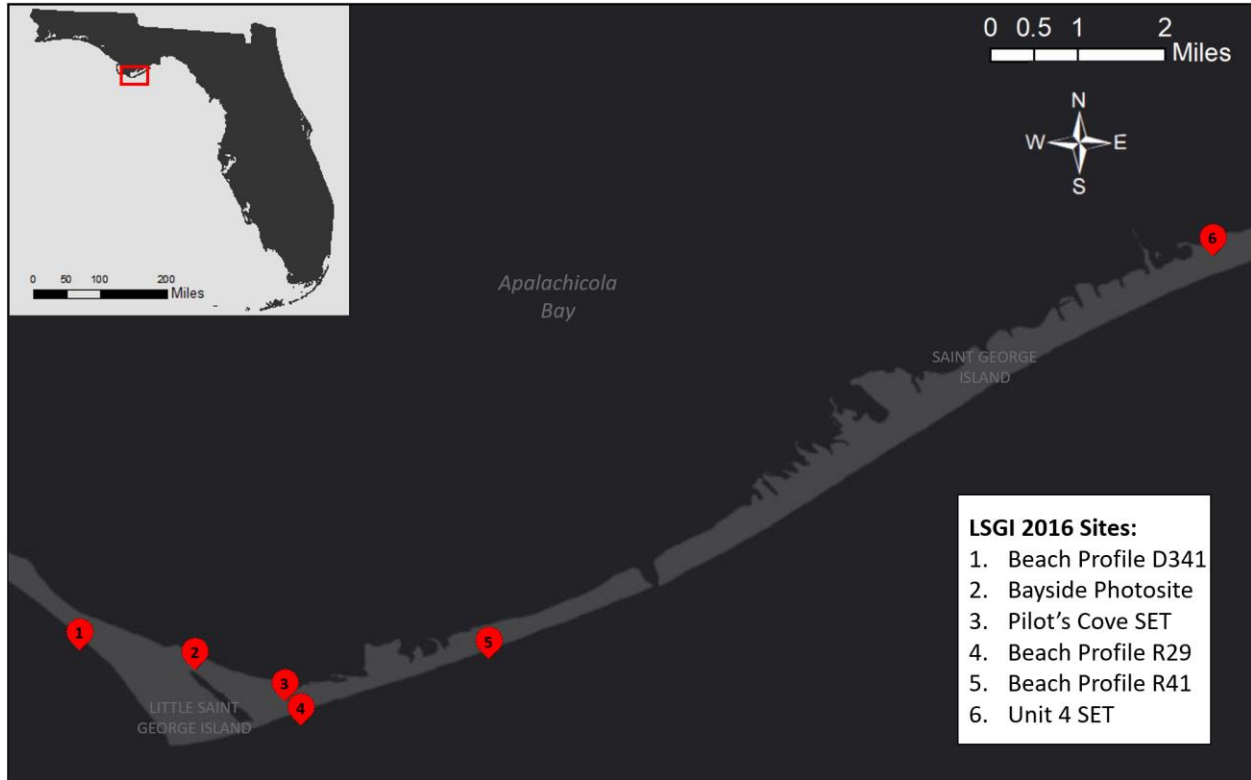 0 0.5 1 2
Miles
N
W E
S
0 50 100 200
Miles
Apalachicola
Bay
SAINT GEORGE
ISLAND
LITTLE SAINT
GEORGE ISLAND
1
2
3
4
5
6
LSGI 2016 Sites:
1. Beach Profile D341
2. Bayside Photosite
3. Pilot’s Cove SET
4. Beach Profile R29
5. Beach Profile R41
6. Unit 4 SET